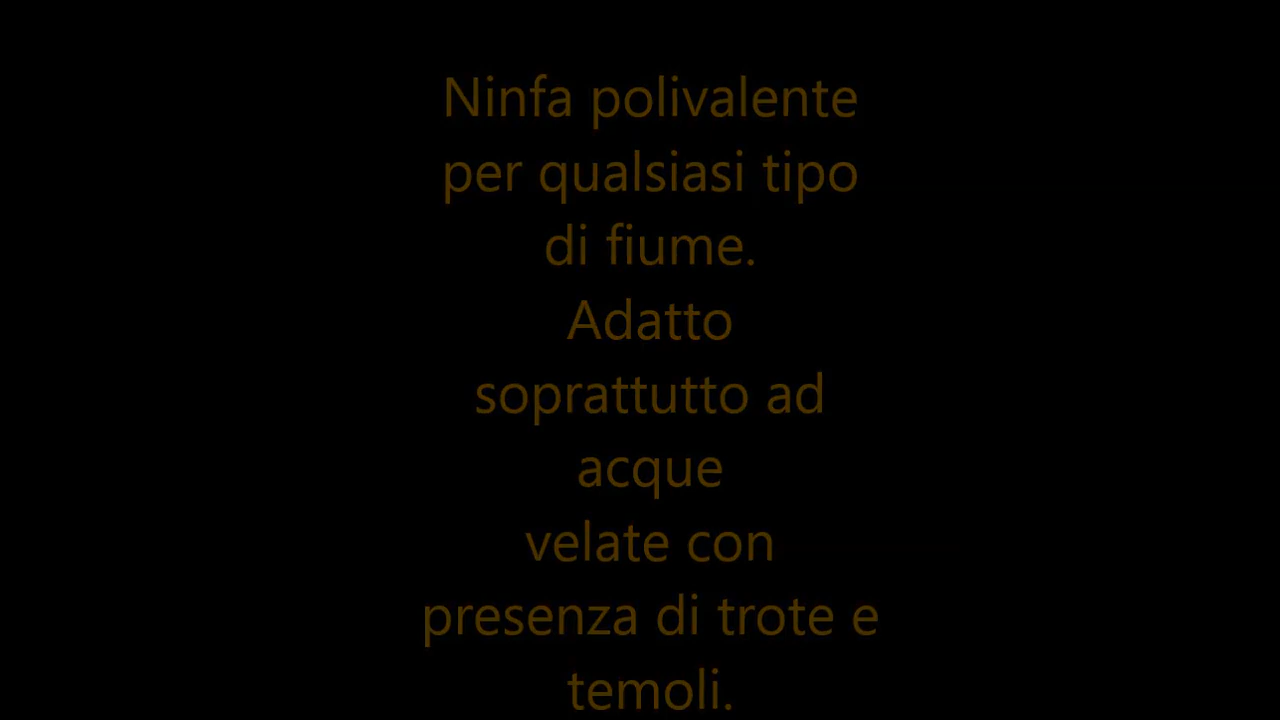 Ninfa polivalente
per qualsiasi tipo
di fiume.
Adatto
soprattutto ad
acque
velate con
presenza di trote e
temoli.